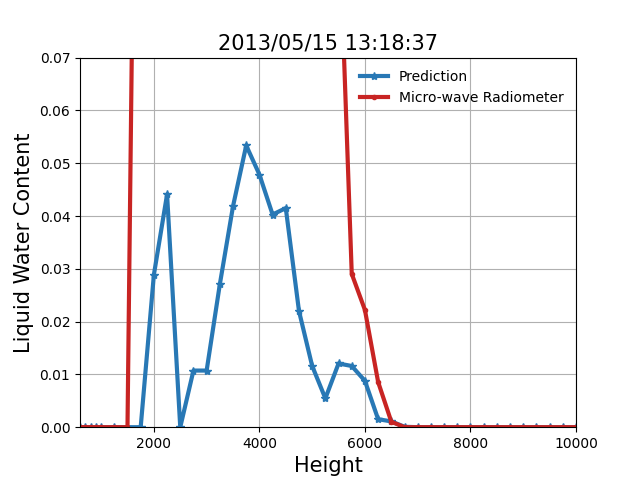 2013/05/15 13:18:37
Prediction
Micro-wave Radiometer
Liquid Water Content
0.07
0.06
0.05
0.04
0.03
0.02
0.01
0.00
2000 4000 6000 8000 10000
Height